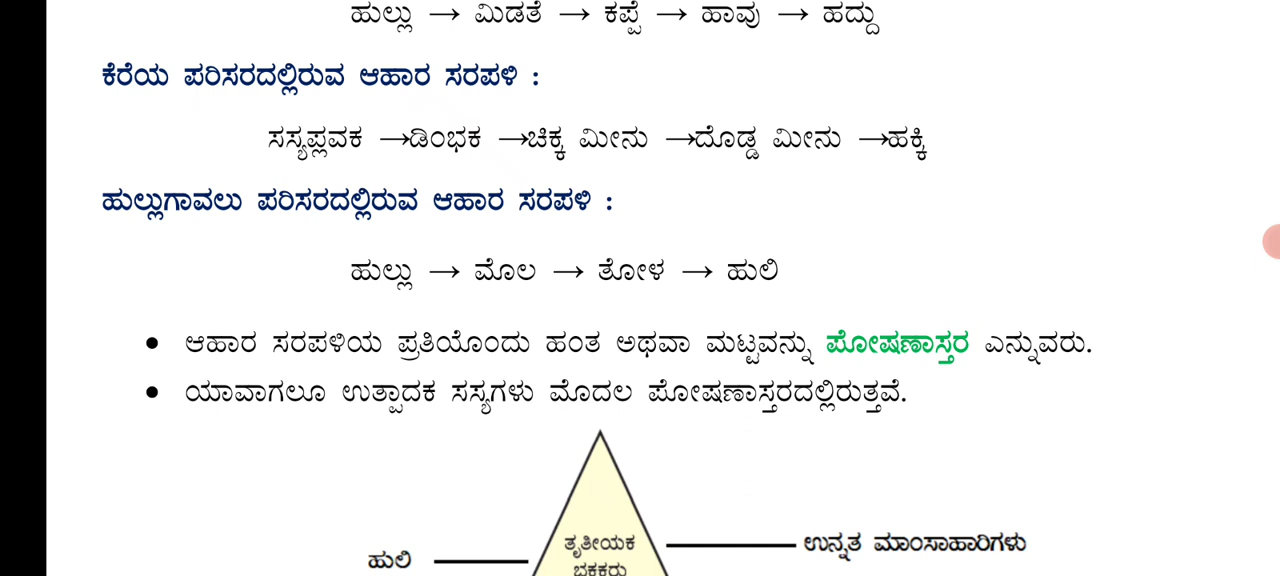 ಹುಲ್ಲು → ಮಿಡತೆ → ಕಪ್ಪೆ → ಹಾವು → ಹದ್ದು
ಕೆರೆಯ ಪರಿಸರದಲ್ಲಿರುವ ಆಹಾರ ಸರಪಳಿ :
ಸಸ್ಯಪ್ಲವಕ →ಡಿಂಭಕ →ಚಿಕ್ಕ ಮೀನು →ದೊಡ್ಡ ಮೀನು →ಹಕ್ಕಿ
ಹುಲ್ಲುಗಾವಲು ಪರಿಸರದಲ್ಲಿರುವ ಆಹಾರ ಸರಪಳಿ :
ಹುಲ್ಲು → ಮೊಲ → ತೋಳ → ಹುಲಿ
• ಆಹಾರ ಸರಪಳಿಯ ಪ್ರತಿಯೊಂದು ಹಂತ ಅಥವಾ ಮಟ್ಟವನ್ನು ಪೋಷಣಾಸ್ತರ ಎನ್ನುವರು.
• ಯಾವಾಗಲೂ ಉತ್ಪಾದಕ ಸಸ್ಯಗಳು ಮೊದಲ ಪೋಷಣಾಸ್ತರದಲ್ಲಿರುತ್ತವೆ.
ತೃತೀಯಕ
ಉನ್ನತ ಮಾಂಸಾಹಾರಿಗಳು
ಹುಲಿ
ಭಕ್ಷಕರು